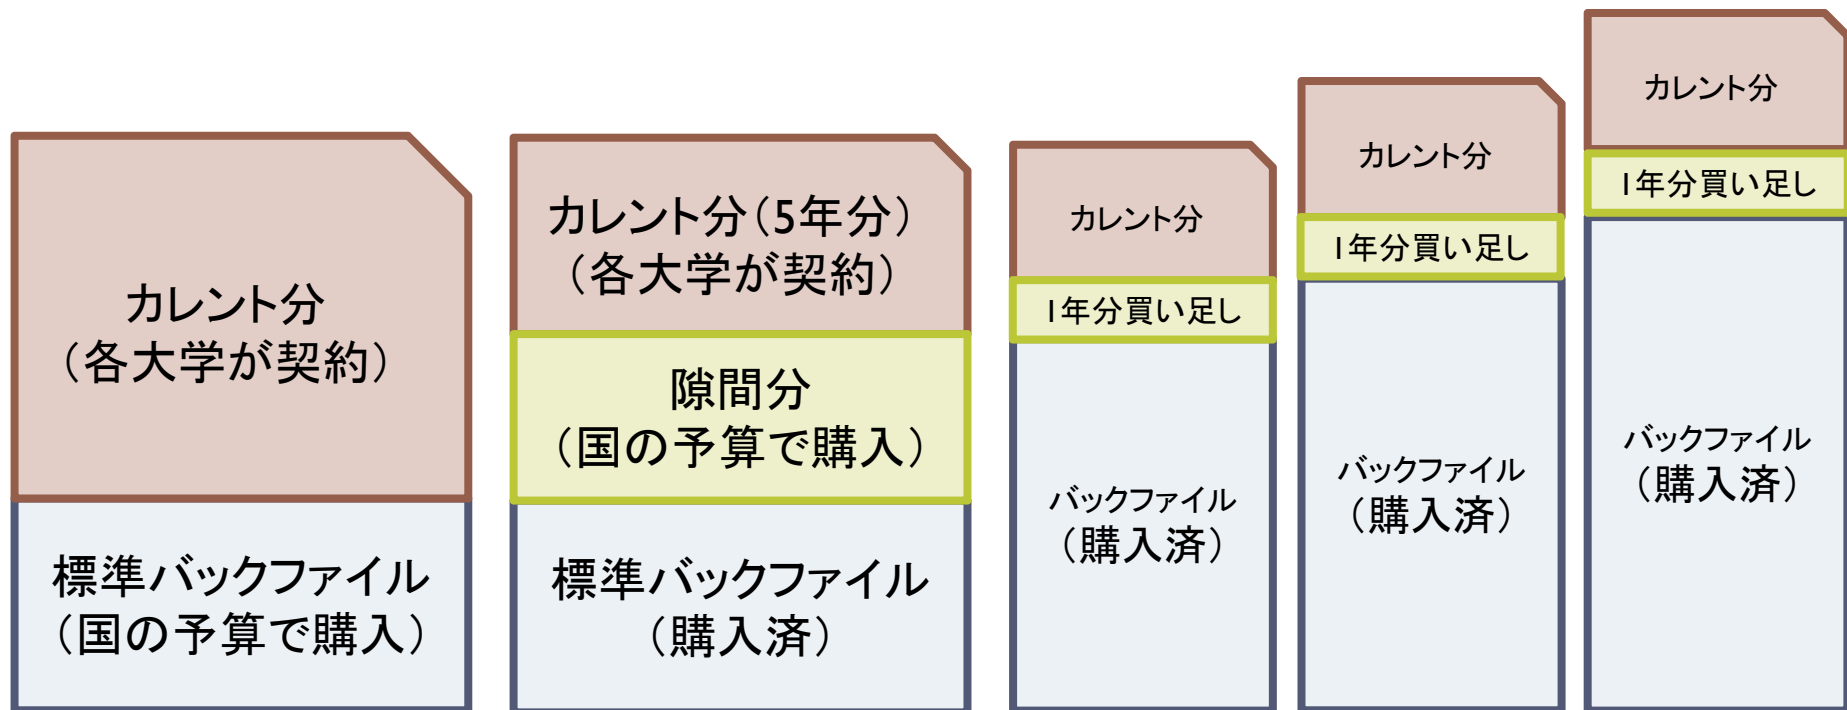 カレント分
（各大学が契約）
標準バックファイル
（国の予算で購入）
カレント分（5年分）
（各大学が契約）
隙間分
（国の予算で購入）
標準バックファイル
（購入済）
カレント分
1年分買い足し
バックファイル
（購入済）
カレント分
1年分買い足し
バックファイル
（購入済）
カレント分
1年分買い足し
バックファイル
（購入済）